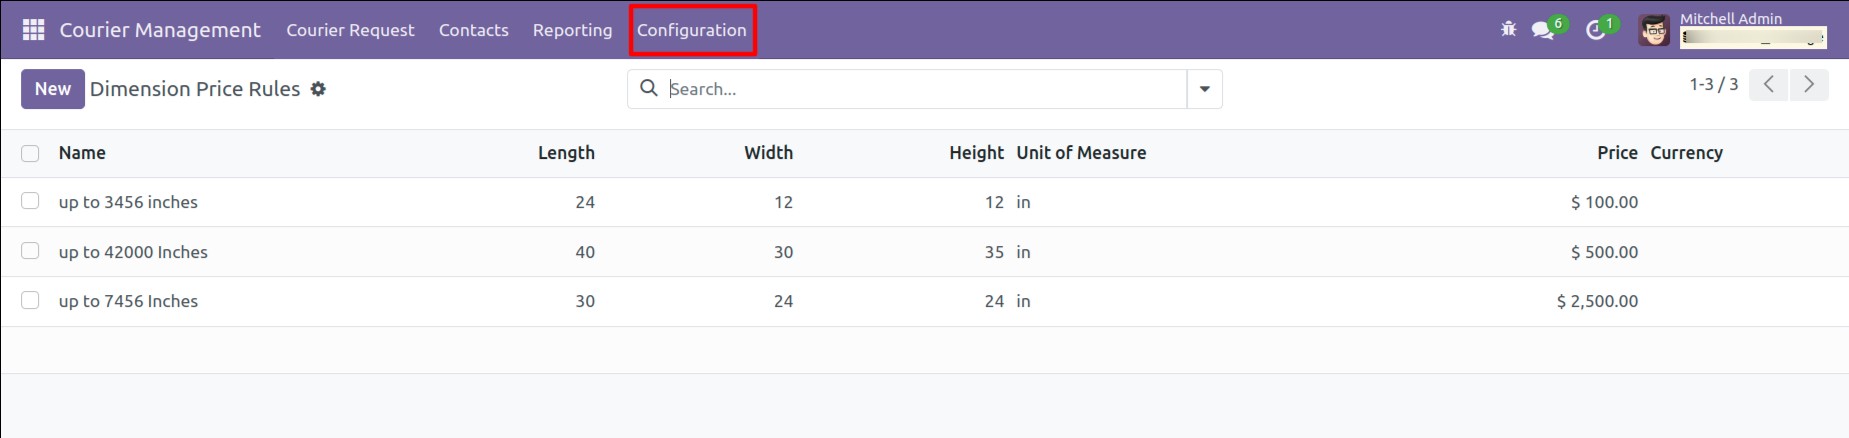 Courier Management Courier Request Contacts Reporting Configuration 6 1 Mitchell Admin
New Dimension Price Rules Search... 1-3 / 3
Name Length Width Height Unit of Measure Price Currency
up to 3456 inches 24 12 12 in $ 100.00
up to 42000 Inches 40 30 35 in $ 500.00
up to 7456 Inches 30 24 24 in $ 2,500.00